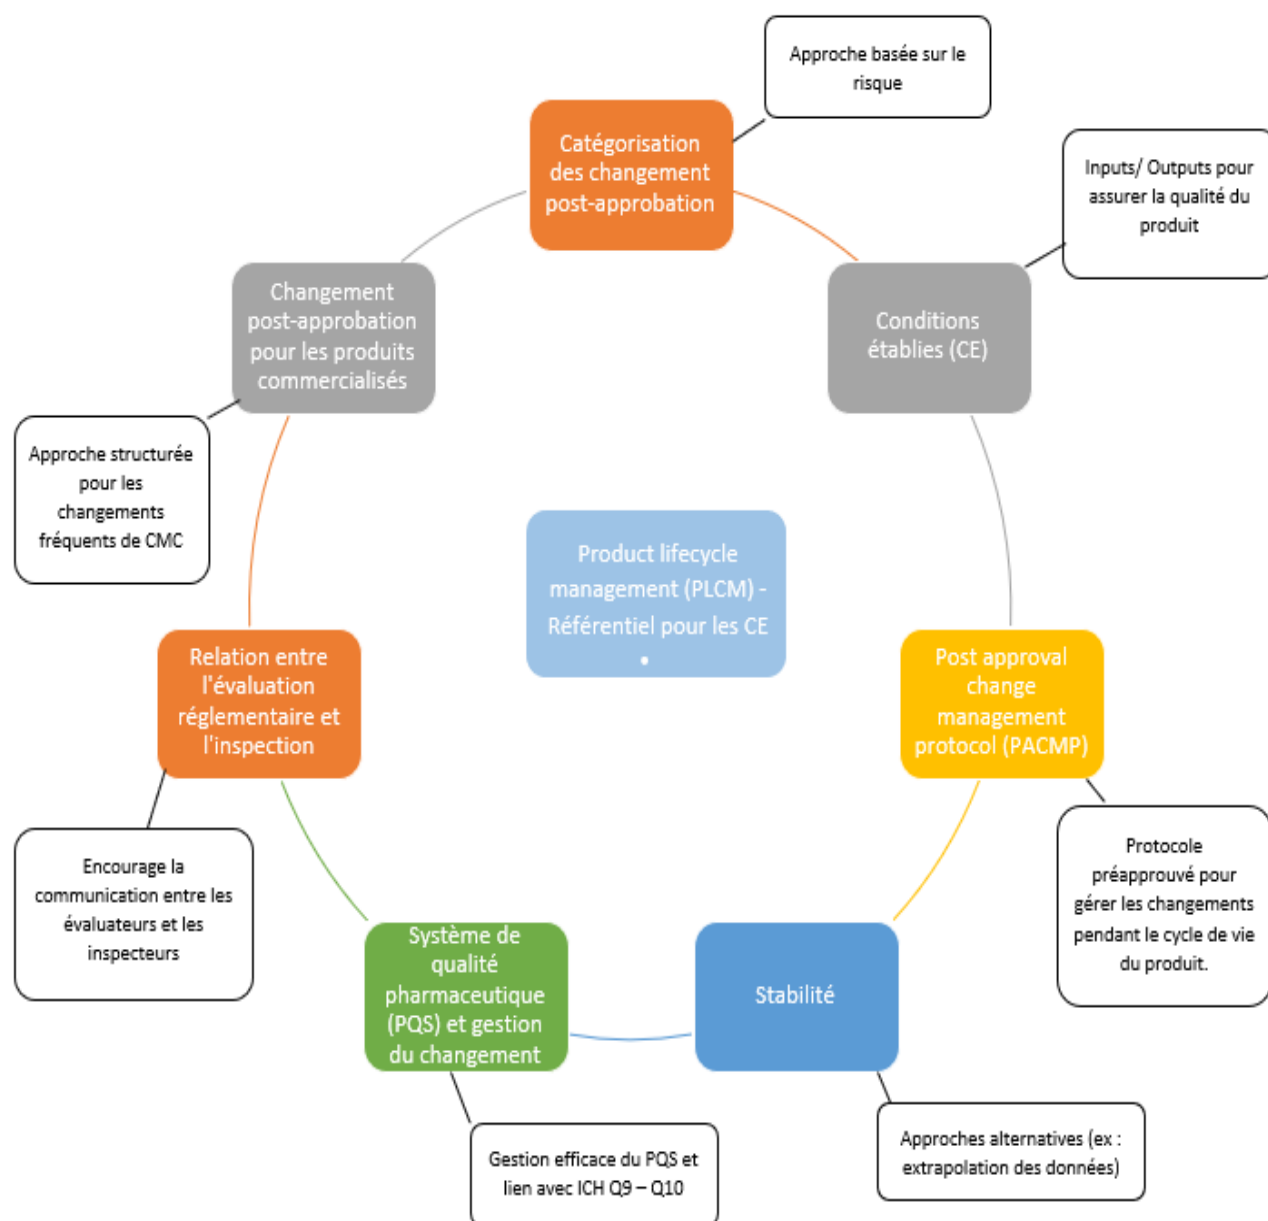 Approche basée sur le
risque
Catégorisation
des changement
post-approbation
Inputs/ Outputs pour
assurer la qualité du
produit
Changement
post-approbation
pour les produits
commercialisés
Conditions
établies (CE)
Approche structurée
pour les
changements
fréquents de CMC
Product lifecycle
management (PLCM) -
Référentiel pour les CE
•
Relation entre
l'évaluation
réglementaire et
l'inspection
Post approval
change
management
protocol (PACMP)
Encourage la
communication entre les
évaluateurs et les
inspecteurs
Protocole
préapprouvé pour
gérer les changements
pendant le cycle de vie
du produit.
Système de
qualité
pharmaceutique
(PQS) et gestion
du changement
Stabilité
Gestion efficace du PQS et
lien avec ICH Q9 – Q10
Approches alternatives (ex :
extrapolation des données)